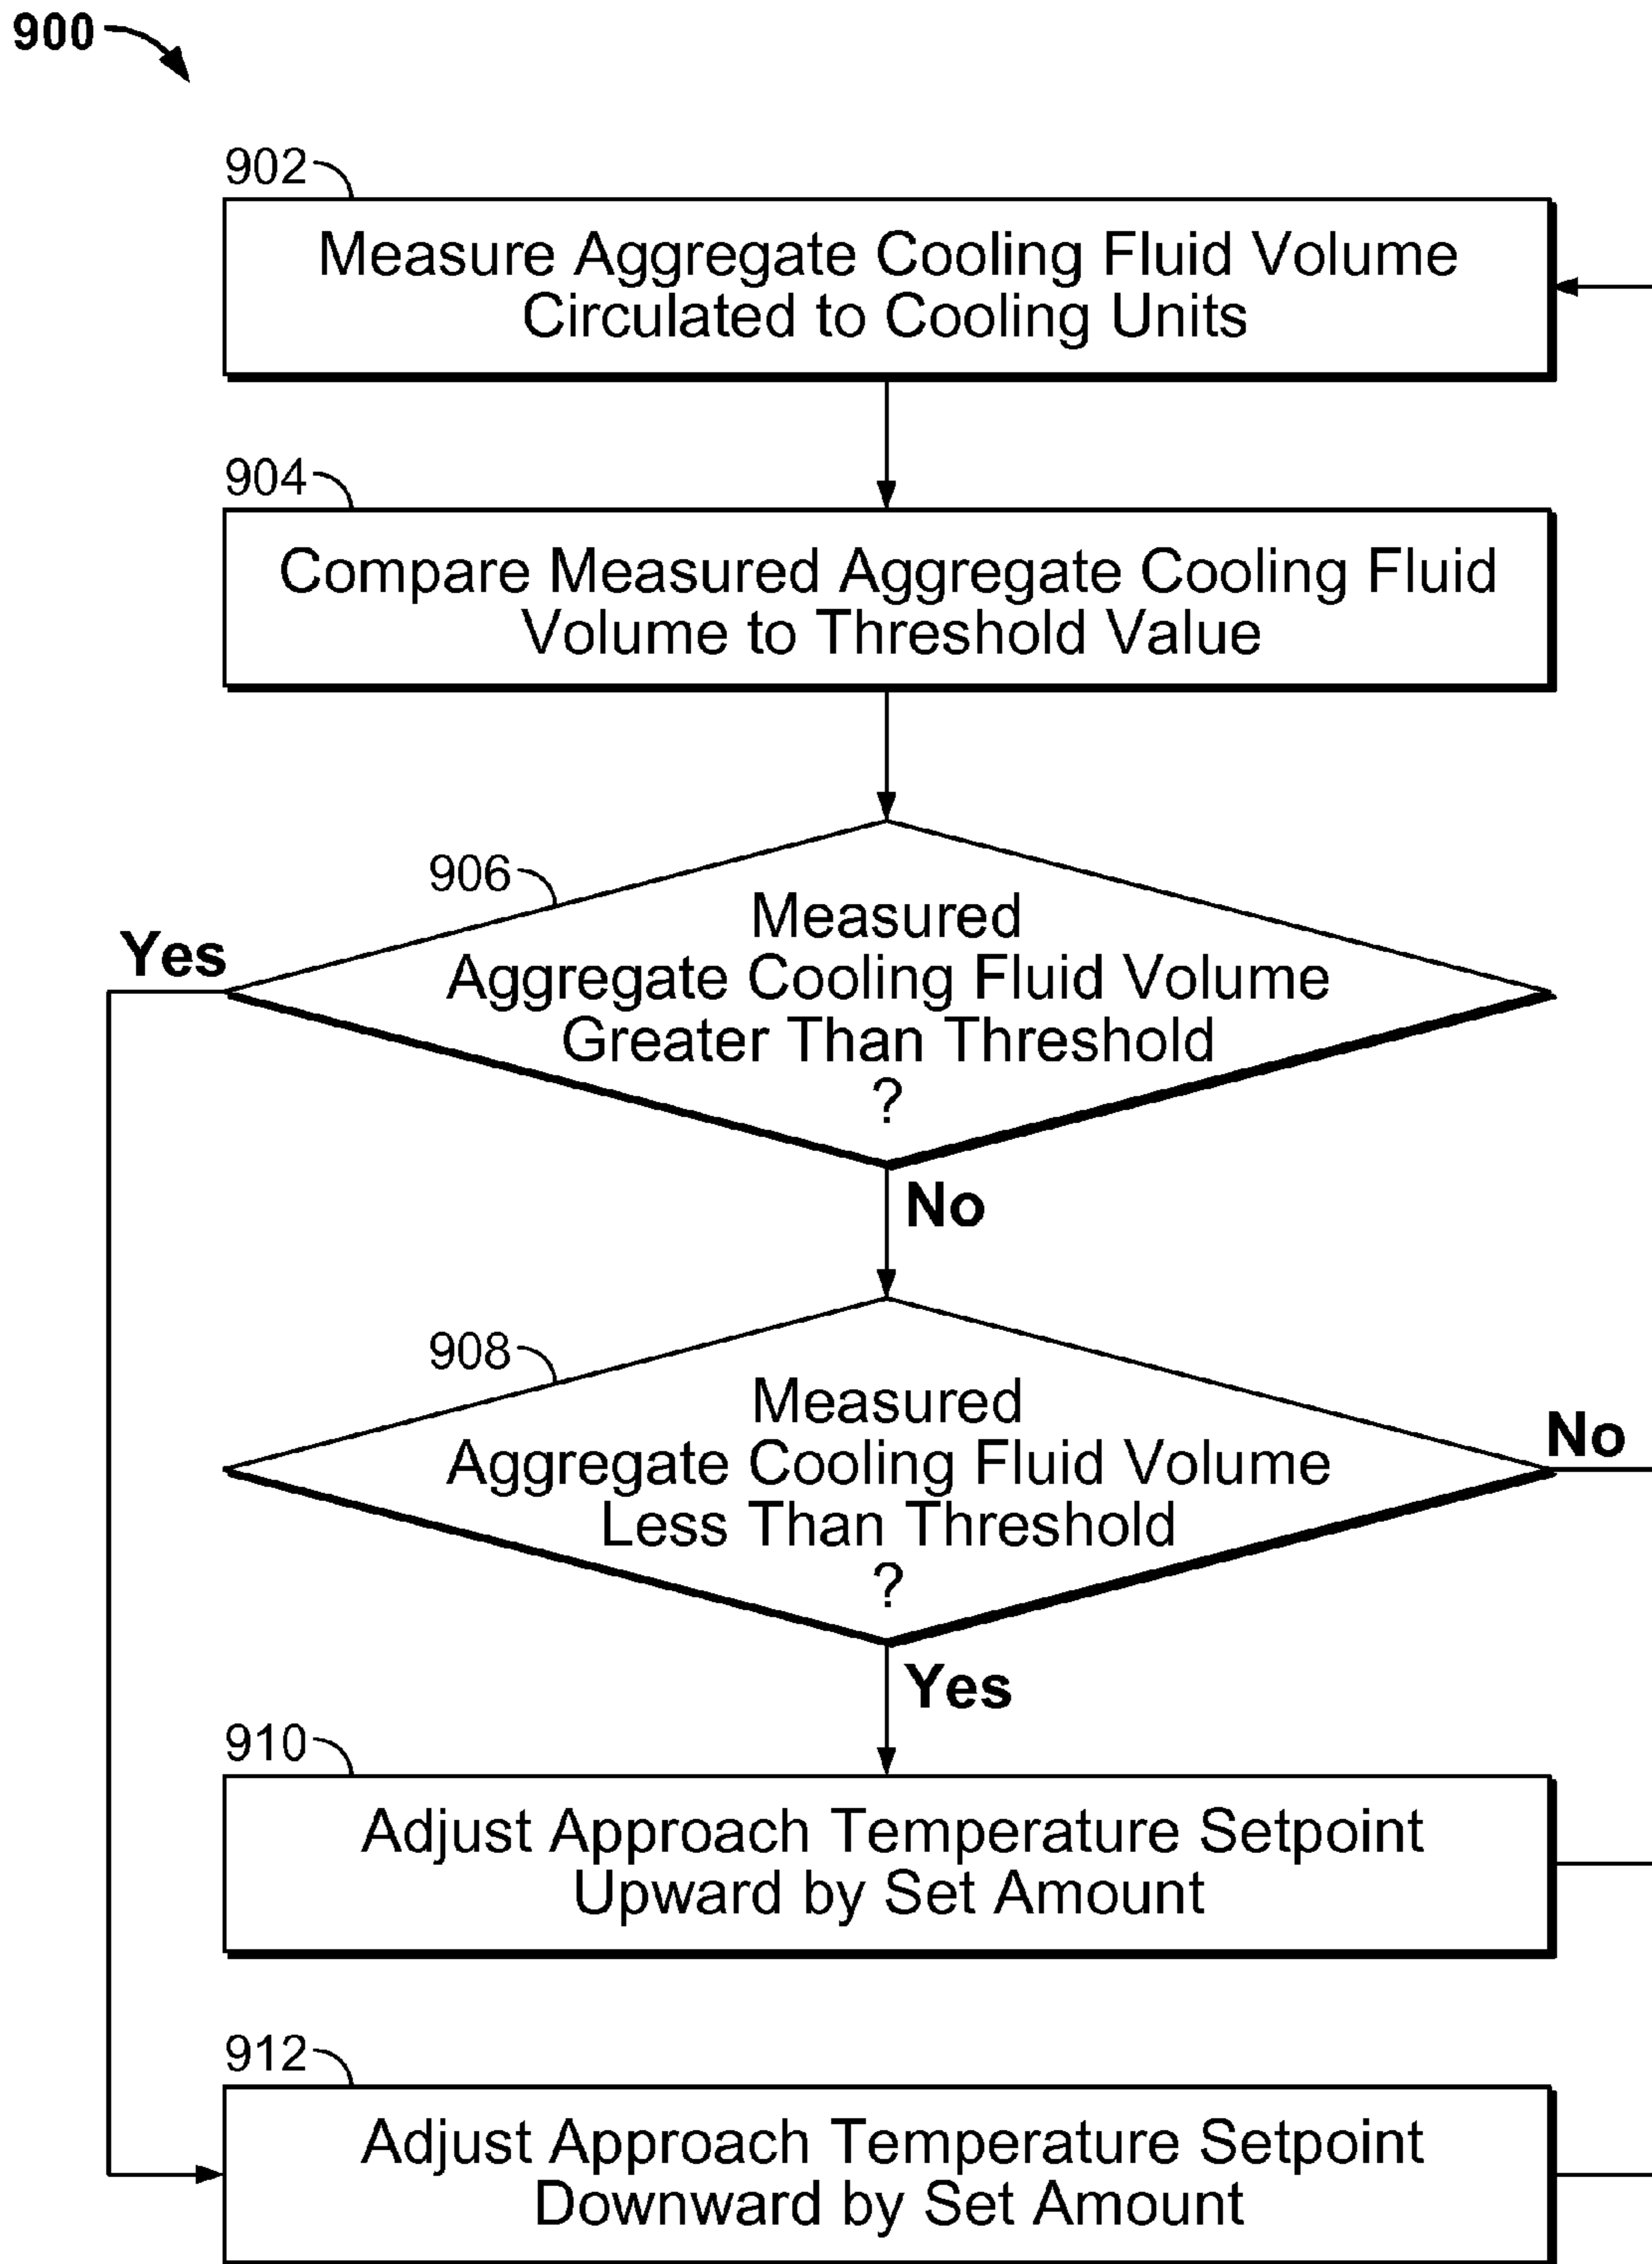 900
902
Measure Aggregate Cooling Fluid Volume
Circulated to Cooling Units
904
Compare Measured Aggregate Cooling Fluid
Volume to Threshold Value
906
Measured
Aggregate Cooling Fluid Volume
Greater Than Threshold
?
Yes
No
908
Measured
Aggregate Cooling Fluid Volume
Less Than Threshold
?
No
Yes
910
Adjust Approach Temperature Setpoint
Upward by Set Amount
912
Adjust Approach Temperature Setpoint
Downward by Set Amount